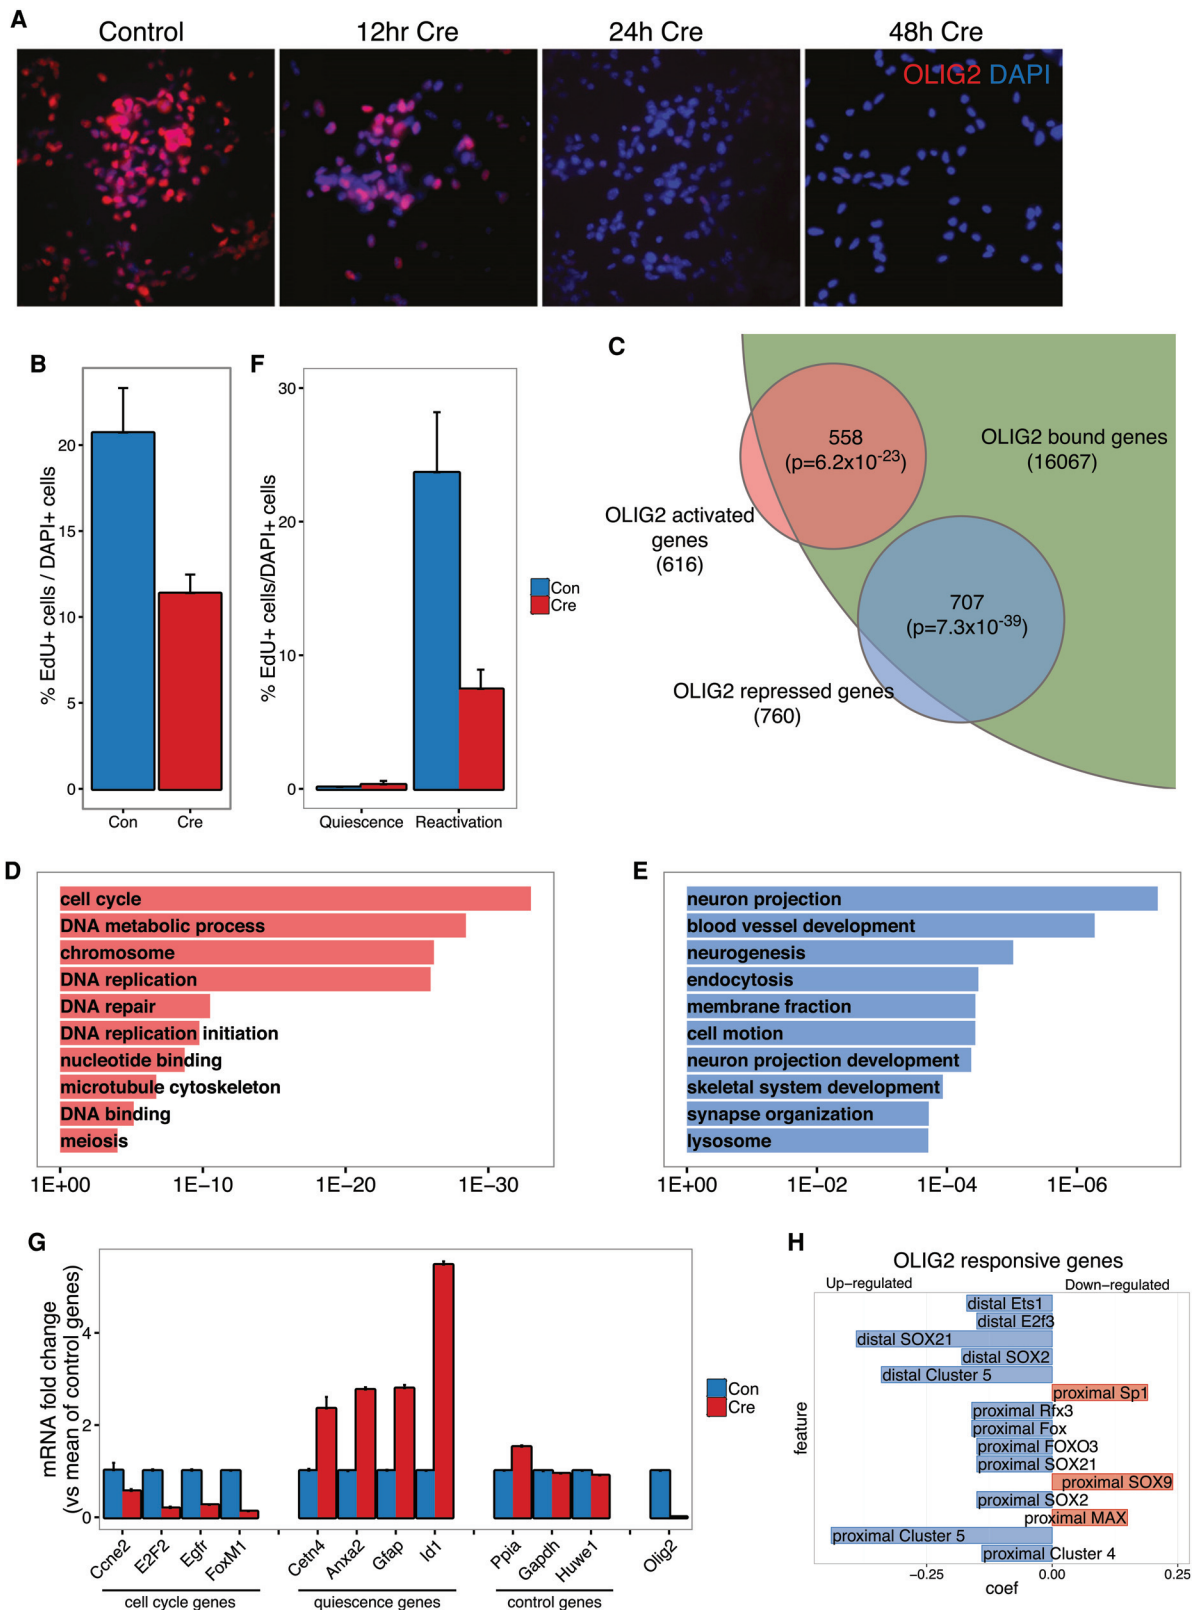 A
Control
12hr Cre
24h Cre
48h Cre
OLIG2 DAPI
B
% EdU+ cells / DAPI+ cells
20
15
10
5
0
Con
Cre
F
% EdU+ cells/DAPI+ cells
30
20
10
0
Quiescence
Reactivation
Con
Cre
C
558
(p=6.2x10-23)
OLIG2 bound genes
(16067)
OLIG2 activated
genes
(616)
707
(p=7.3x10-39)
OLIG2 repressed genes
(760)
D
cell cycle
DNA metabolic process
chromosome
DNA replication
DNA repair
DNA replication initiation
nucleotide binding
microtubule cytoskeleton
DNA binding
meiosis
1E+00
1E−10
1E−20
1E−30
E
neuron projection
blood vessel development
neurogenesis
endocytosis
membrane fraction
cell motion
neuron projection development
skeletal system development
synapse organization
lysosome
1E+00
1E−02
1E−04
1E−06
G
mRNA fold change
(vs mean of control genes)
4
2
0
Ccne2
E2F2
Egfr
FoxM1
Cetn4
Anxa2
Gfap
Id1
Ppia
Gapdh
Huwe1
Olig2
cell cycle genes
quiescence genes
control genes
Con
Cre
H
OLIG2 responsive genes
Up−regulated
Down−regulated
feature
distal Ets1
distal E2f3
distal SOX21
distal SOX2
distal Cluster 5
proximal Sp1
proximal Rfx3
proximal Fox
proximal FOXO3
proximal SOX21
proximal SOX9
proximal SOX2
proximal MAX
proximal Cluster 5
proximal Cluster 4
−0.25
0.00
0.25
coef